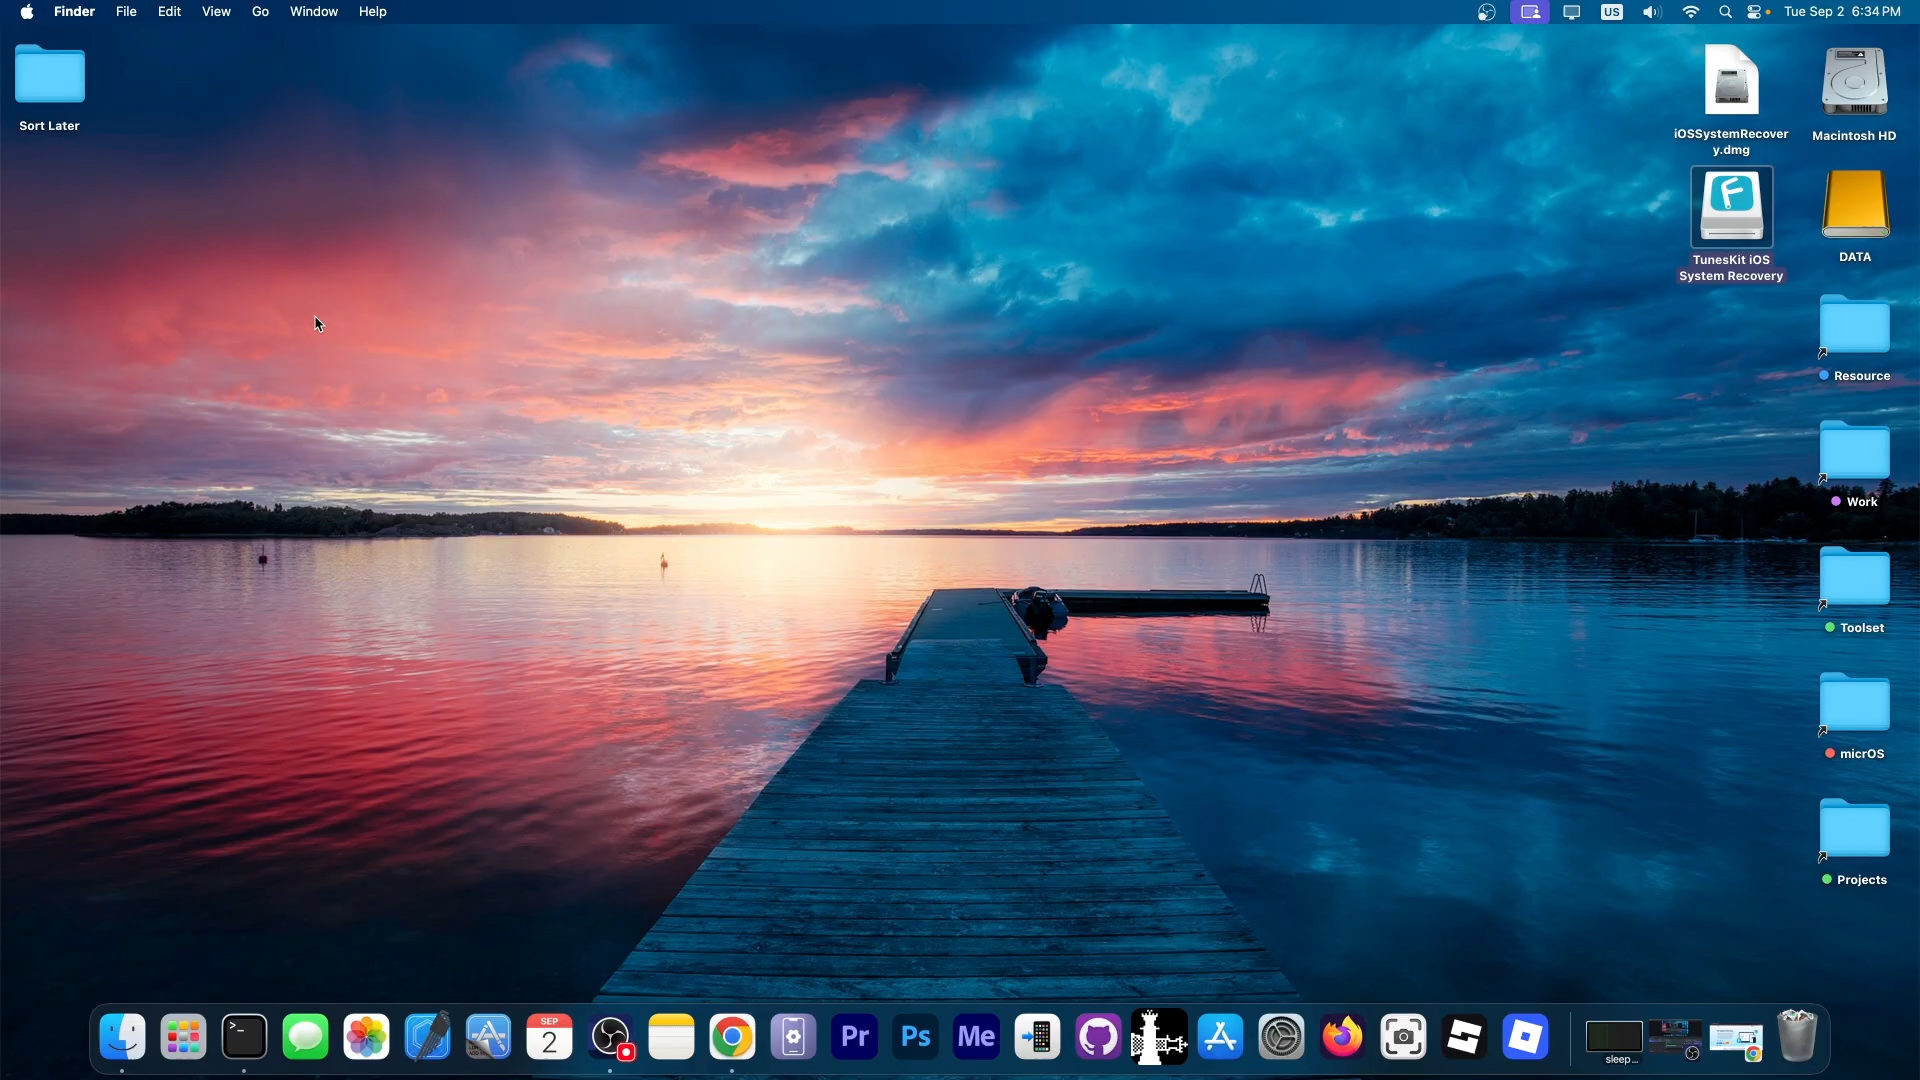 Finder File Edit View Go Window Help
US
Tue Sep 2 6:34 PM
Sort Later
iOSSystemRecover
y.dmg
Macintosh HD
TunesKit iOS
System Recovery
DATA
Resource
Work
Toolset
micrOS
Projects
>_
SEP
2
Pr
Ps
Me
sleep...